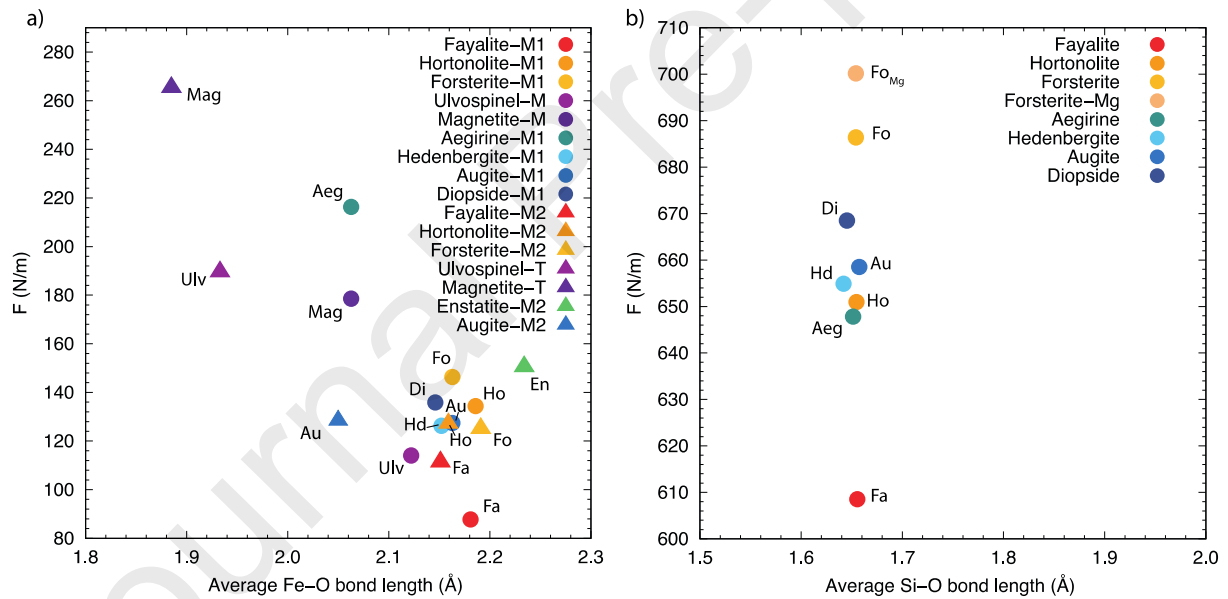 a)
F (N/m)
280
260
240
220
200
180
160
140
120
100
80
1.8
1.9
2.0
2.1
2.2
2.3
Average Fe–O bond length (Å)
Fayalite–M1
Hortonolite–M1
Forsterite–M1
Ulvospinel–M
Magnetite–M
Aegirine–M1
Hedenbergite–M1
Augite–M1
Diopside–M1
Fayalite–M2
Hortonolite–M2
Forsterite–M2
Ulvospinel–T
Magnetite–T
Enstatite–M2
Augite–M2
Mag
Aeg
Ulv
Mag
Fo
En
Di
Ho
Au
Au
Hd
Ho
Fo
Ulv
Fa
Fa
b)
F (N/m)
710
700
690
680
670
660
650
640
630
620
610
600
1.5
1.6
1.7
1.8
1.9
2.0
Average Si–O bond length (Å)
Fayalite
Hortonolite
Forsterite
Forsterite–Mg
Aegirine
Hedenbergite
Augite
Diopside
FoMg
Fo
Di
Au
Hd
Ho
Aeg
Fa
ournal Pre-